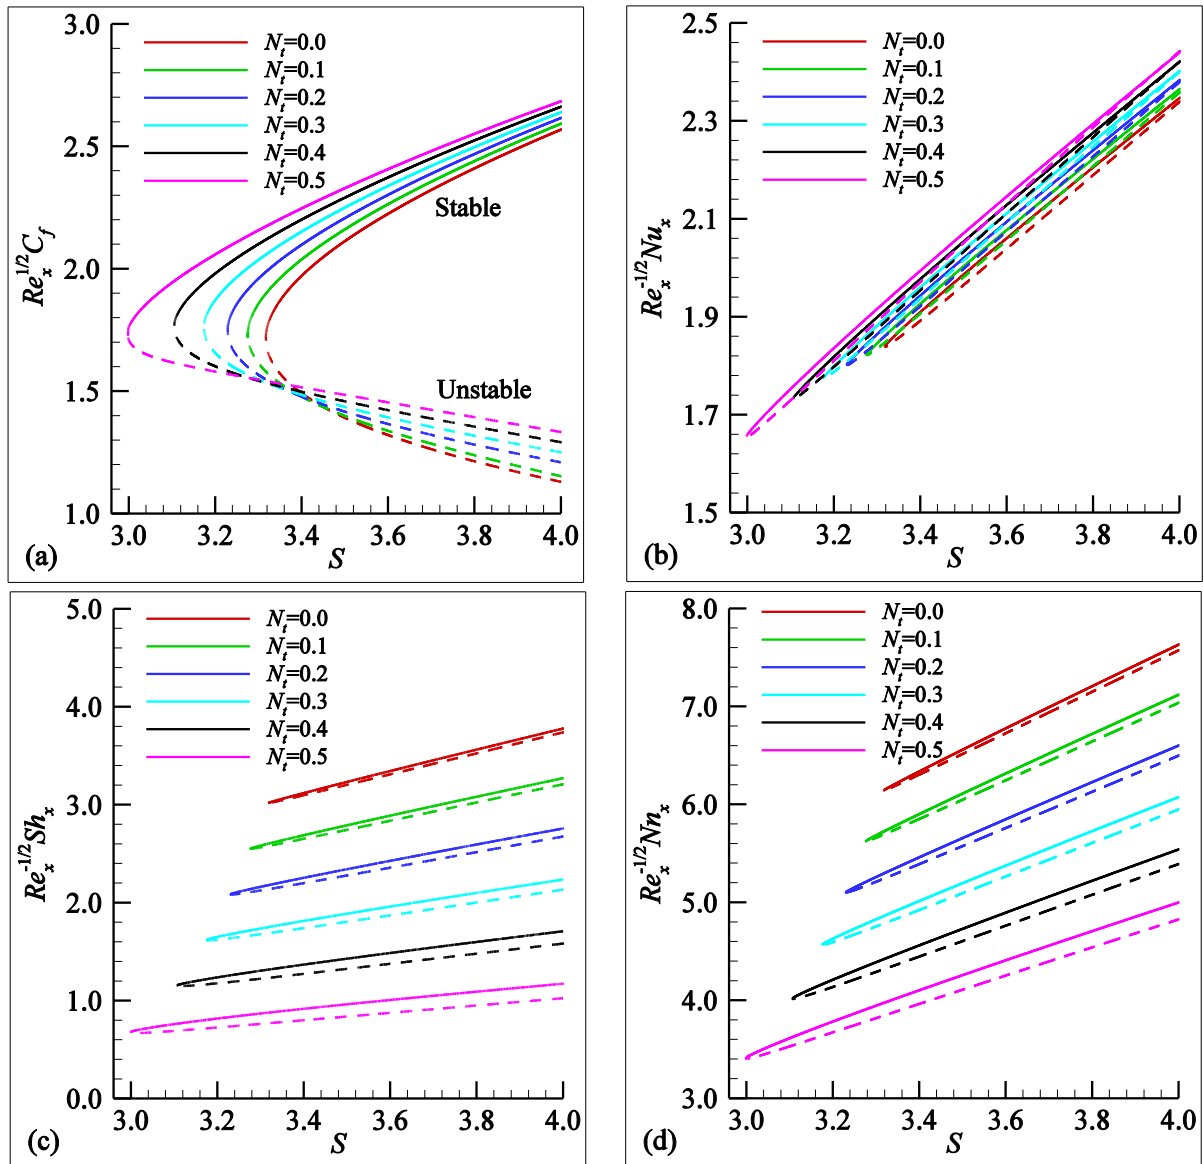 3.0
2.5
2.0
1.5
1.0
Re_x^{1/2}C_f
N_t=0.0
N_t=0.1
N_t=0.2
N_t=0.3
N_t=0.4
N_t=0.5
Stable
Unstable
3.0 3.2 3.4 3.6 3.8 4.0
(a) S
2.5
2.3
2.1
1.9
1.7
1.5
Re_x^{-1/2}Nu_x
N_t=0.0
N_t=0.1
N_t=0.2
N_t=0.3
N_t=0.4
N_t=0.5
3.0 3.2 3.4 3.6 3.8 4.0
(b) S
5.0
4.0
3.0
2.0
1.0
0.0
Re_x^{-1/2}Sh_x
N_t=0.0
N_t=0.1
N_t=0.2
N_t=0.3
N_t=0.4
N_t=0.5
3.0 3.2 3.4 3.6 3.8 4.0
(c) S
8.0
7.0
6.0
5.0
4.0
3.0
Re_x^{-1/2}Nn_x
N_t=0.0
N_t=0.1
N_t=0.2
N_t=0.3
N_t=0.4
N_t=0.5
3.0 3.2 3.4 3.6 3.8 4.0
(d) S